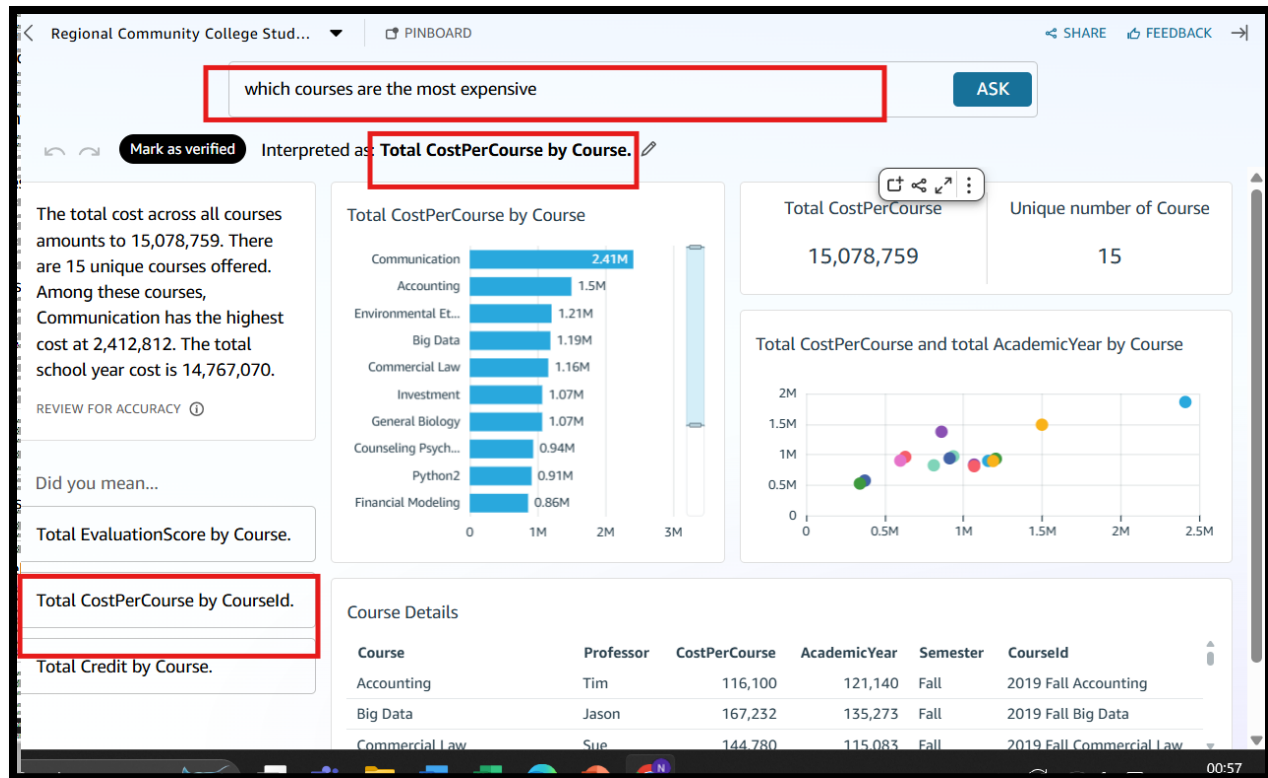 Regional Community College Stud...
PINBOARD
SHARE
FEEDBACK
which courses are the most expensive
ASK
Mark as verified
Interpreted as: Total CostPerCourse by Course.
The total cost across all courses
amounts to 15,078,759. There
are 15 unique courses offered.
Among these courses,
Communication has the highest
cost at 2,412,812. The total
school year cost is 14,767,070.
REVIEW FOR ACCURACY
Did you mean...
Total EvaluationScore by Course.
Total CostPerCourse by CourseId.
Total Credit by Course.
Total CostPerCourse by Course
Communication 2.41M
Accounting 1.5M
Environmental Et... 1.21M
Big Data 1.19M
Commercial Law 1.16M
Investment 1.07M
General Biology 1.07M
Counseling Psych... 0.94M
Python2 0.91M
Financial Modeling 0.86M
0 1M 2M 3M
Total CostPerCourse
15,078,759
Unique number of Course
15
Total CostPerCourse and total AcademicYear by Course
2M
1.5M
1M
0.5M
0
0 0.5M 1M 1.5M 2M 2.5M
Course Details
Course Professor CostPerCourse AcademicYear Semester CourseId
Accounting Tim 116,100 121,140 Fall 2019 Fall Accounting
Big Data Jason 167,232 135,273 Fall 2019 Fall Big Data
Commercial Law Sue 144,780 115,083 Fall 2019 Fall Commercial Law
N
00:57